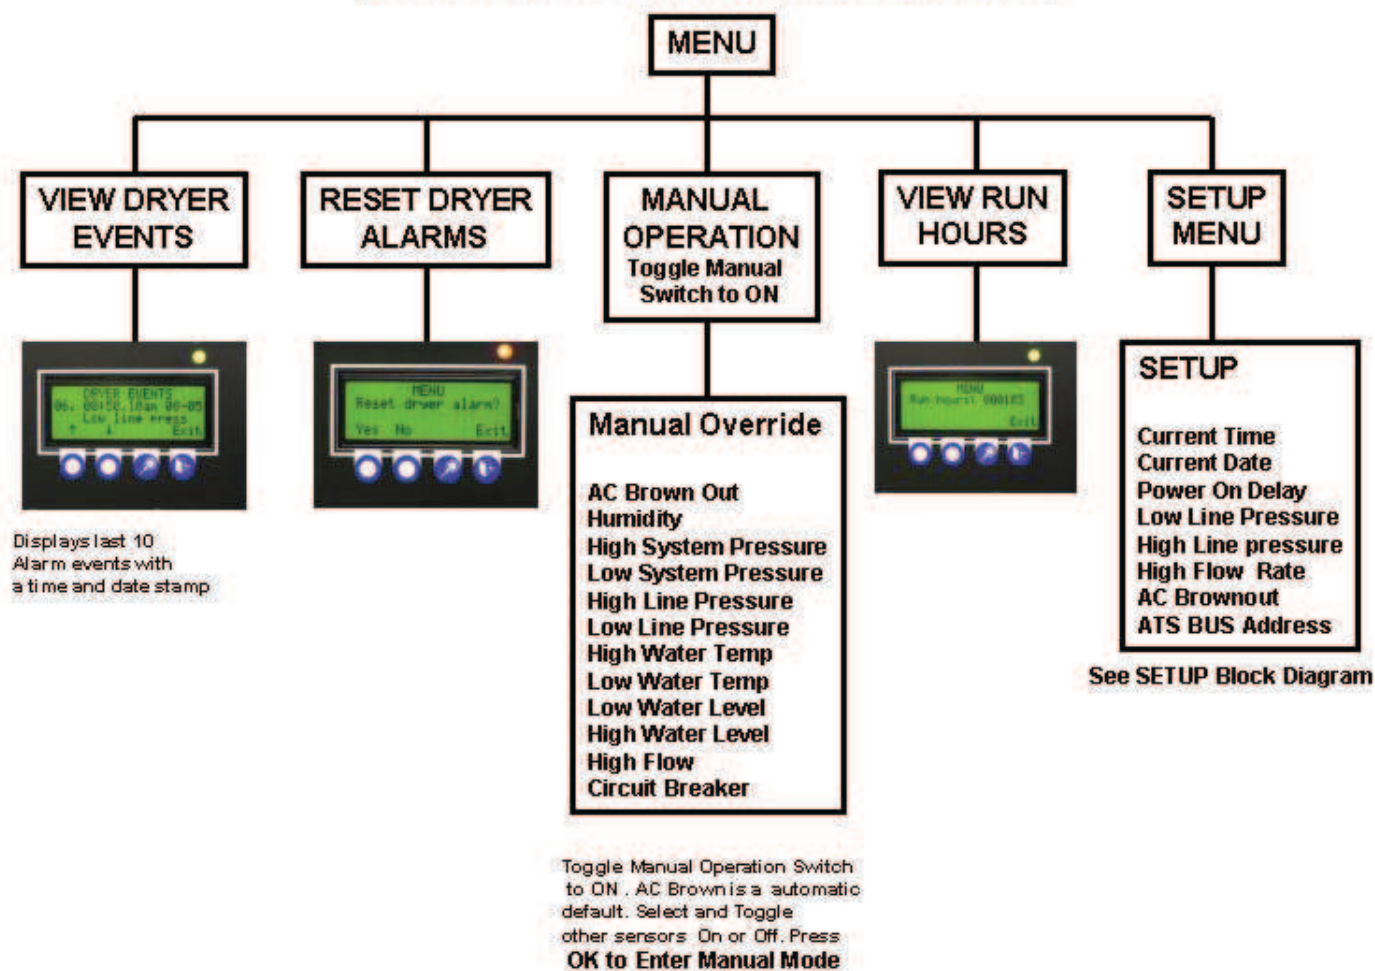 MENU
VIEW DRYER
EVENTS
RESET DRYER
ALARMS
MANUAL
OPERATION
Toggle Manual
Switch to ON
VIEW RUN
HOURS
SETUP
MENU
DRYER EVENTS
Low line press
Exit
MENU
Reset dryer alarm?
Yes No Exit
MENU
Run hours: 000103
Exit
Displays last 10
Alarm events with
a time and date stamp
Manual Override
AC Brown Out
Humidity
High System Pressure
Low System Pressure
High Line Pressure
Low Line Pressure
High Water Temp
Low Water Temp
Low Water Level
High Water Level
High Flow
Circuit Breaker
SETUP
Current Time
Current Date
Power On Delay
Low Line Pressure
High Line pressure
High Flow Rate
AC Brownout
ATS BUS Address
See SETUP Block Diagram
Toggle Manual Operation Switch
to ON . AC Brown is a automatic
default. Select and Toggle
other sensors On or Off. Press
OK to Enter Manual Mode